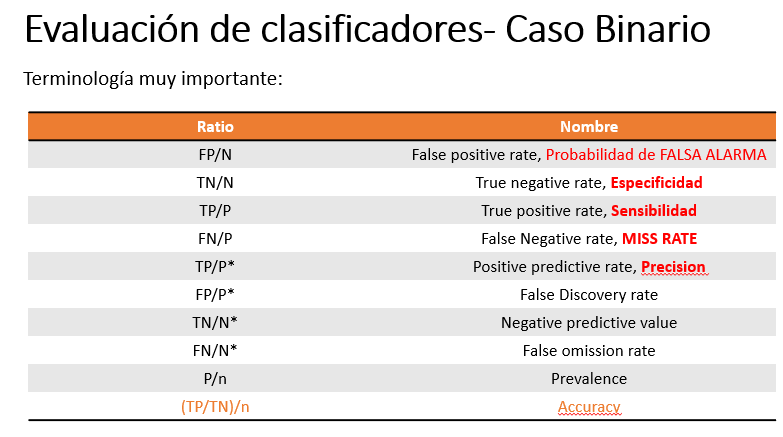 Evaluación de clasificadores- Caso Binario
Terminología muy importante:
Ratio Nombre
FP/N False positive rate, Probabilidad de FALSA ALARMA
TN/N True negative rate, Especificidad
TP/P True positive rate, Sensibilidad
FN/P False Negative rate, MISS RATE
TP/P* Positive predictive rate, Precision
FP/P* False Discovery rate
TN/N* Negative predictive value
FN/N* False omission rate
P/n Prevalence
(TP/TN)/n Accuracy